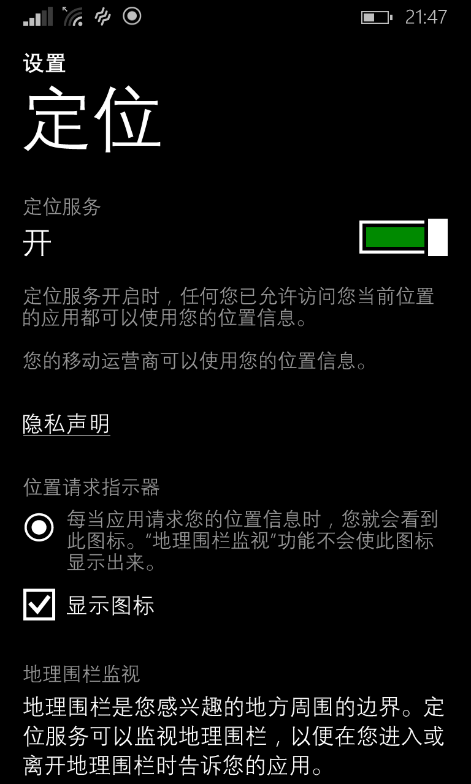 21:47
设置
定位
定位服务
开
定位服务开启时，任何您已允许访问您当前位置
的应用都可以使用您的位置信息。
您的移动运营商可以使用您的位置信息。
隐私声明
位置请求指示器
每当应用请求您的位置信息时，您就会看到
此图标。“地理围栏监视”功能不会使此图标
显示出来。
显示图标
地理围栏监视
地理围栏是您感兴趣的地方周围的边界。定
位服务可以监视地理围栏，以便在您进入或
离开地理围栏时告诉您的应用。